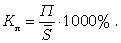 Kп = П / S̄ · 1000% .